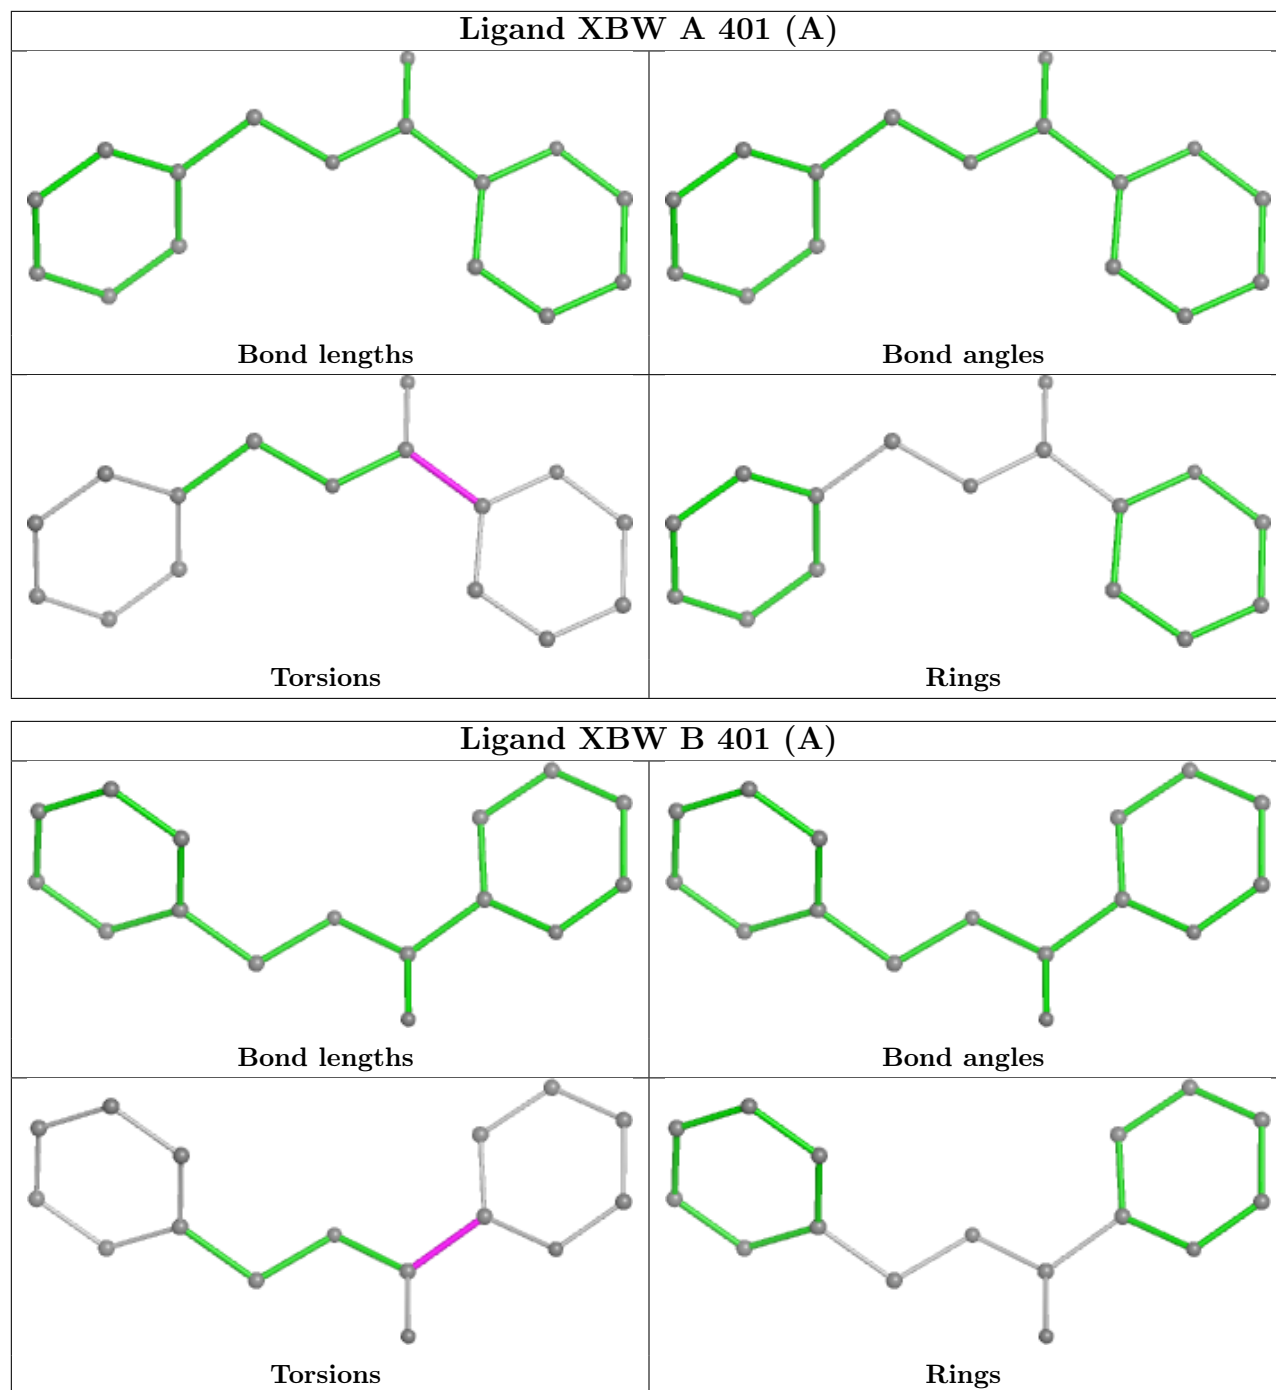 Ligand XBW A 401 (A)
Bond lengths
Bond angles
Torsions
Rings
Ligand XBW B 401 (A)
Bond lengths
Bond angles
Torsions
Rings